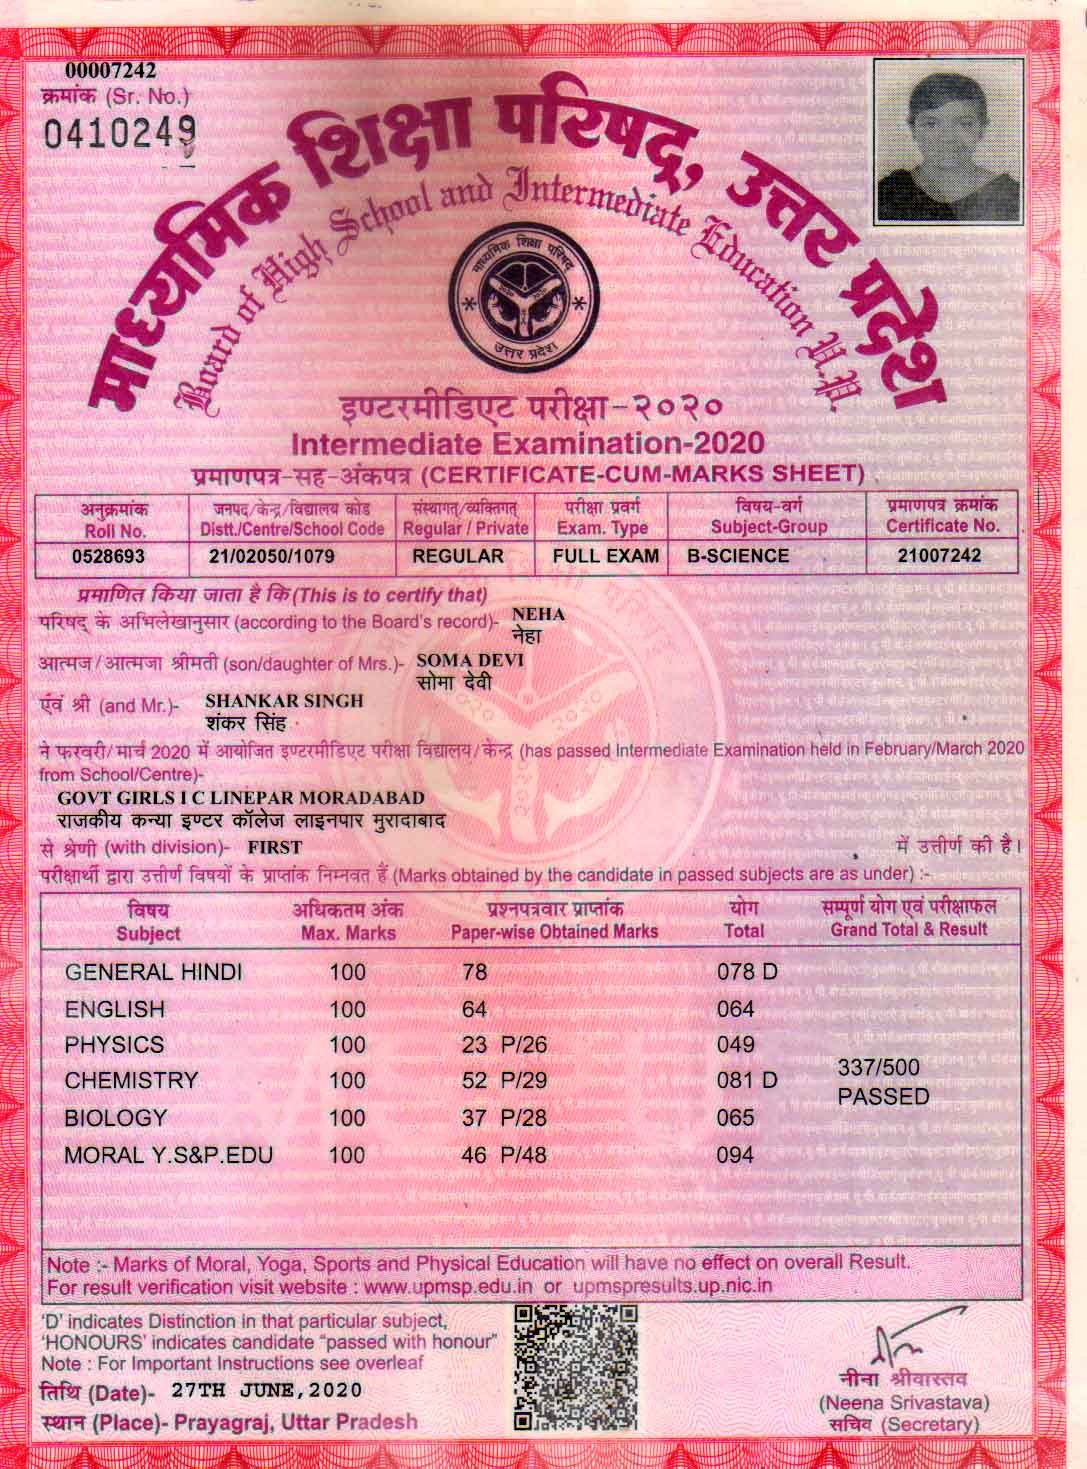 00007242
क्रमांक (Sr. No.)
0410249
माध्यमिक शिक्षा परिषद्, उत्तर प्रदेश
Board of High School and Intermediate Education U.P.
माध्यमिक शिक्षा परिषद
उत्तर प्रदेश
इण्टरमीडिएट परीक्षा-२०२०
Intermediate Examination-2020
प्रमाणपत्र-सह-अंकपत्र (CERTIFICATE-CUM-MARKS SHEET)
अनुक्रमांक जनपद/केन्द्र/विद्यालय कोड संस्थागत्/व्यक्तिगत् परीक्षा प्रवर्ग विषय-वर्ग प्रमाणपत्र क्रमांक
Roll No. Distt./Centre/School Code Regular / Private Exam. Type Subject-Group Certificate No.
0528693 21/02050/1079 REGULAR FULL EXAM B-SCIENCE 21007242
प्रमाणित किया जाता है कि (This is to certify that)
परिषद् के अभिलेखानुसार (according to the Board's record)- NEHA
नेहा
आत्मज/आत्मजा श्रीमती (son/daughter of Mrs.)- SOMA DEVI
सोमा देवी
एंवं श्री (and Mr.)- SHANKAR SINGH
शंकर सिंह
ने फरवरी/मार्च 2020 में आयोजित इण्टरमीडिएट परीक्षा विद्यालय/केन्द्र (has passed Intermediate Examination held in February/March 2020
from School/Centre)-
GOVT GIRLS I C LINEPAR MORADABAD
राजकीय कन्या इण्टर कॉलेज लाइनपार मुरादाबाद
से श्रेणी (with division)- FIRST में उत्तीर्ण की है।
परीक्षार्थी द्वारा उत्तीर्ण विषयों के प्राप्तांक निम्नवत हैं (Marks obtained by the candidate in passed subjects are as under) :-
विषय अधिकतम अंक प्रश्नपत्रवार प्राप्तांक योग सम्पूर्ण योग एवं परीक्षाफल
Subject Max. Marks Paper-wise Obtained Marks Total Grand Total & Result
GENERAL HINDI 100 78 078 D
ENGLISH 100 64 064
PHYSICS 100 23 P/26 049
337/500
CHEMISTRY 100 52 P/29 081 D
PASSED
BIOLOGY 100 37 P/28 065
MORAL Y.S&P.EDU 100 46 P/48 094
Note :- Marks of Moral, Yoga, Sports and Physical Education will have no effect on overall Result.
For result verification visit website : www.upmsp.edu.in or upmspresults.up.nic.in
'D' indicates Distinction in that particular subject,
'HONOURS' indicates candidate "passed with honour"
Note : For Important Instructions see overleaf
तिथि (Date)- 27TH JUNE,2020
स्थान (Place)- Prayagraj, Uttar Pradesh
नीना श्रीवास्तव
(Neena Srivastava)
सचिव (Secretary)